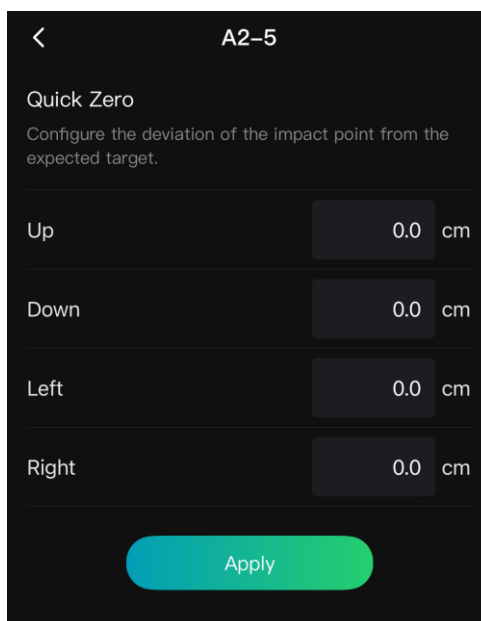 A2-5
Quick Zero
Configure the deviation of the impact point from the
expected target.
Up 0.0 cm
Down 0.0 cm
Left 0.0 cm
Right 0.0 cm
Apply